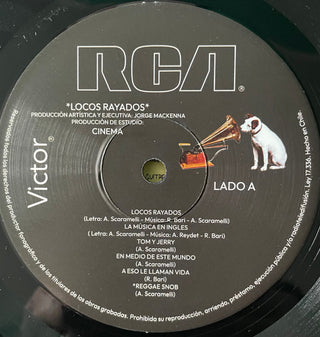 RCA
Victor®
*LOCOS RAYADOS*
PRODUCCIÓN ARTÍSTICA Y EJECUTIVA: JORGE MACKENNA
PRODUCCIÓN DE ESTUDIO:
CINEMA
LADO A
LOCOS RAYADOS
(Letra: A. Scaramelli - Música: R. Bari - A. Scaramelli)
LA MÚSICA EN INGLES
( Letra: A. Scaramelli - Música: A. Reydet - R. Bari)
TOM Y JERRY
(A. Scaramelli)
EN MEDIO DE ESTE MUNDO
(A. Scaramelli)
A ESO LE LLAMAN VIDA
(R. Bari)
*REGGAE SNOB*
(A. Scaramelli)
Reservados todos los derechos del productor fonográfico y de los titulares de las obras grabadas. Prohibida su reproducción, arriendo, préstamo, ejecución pública y/o radioteledifusión. Ley 17.336. Hecho en Chile.